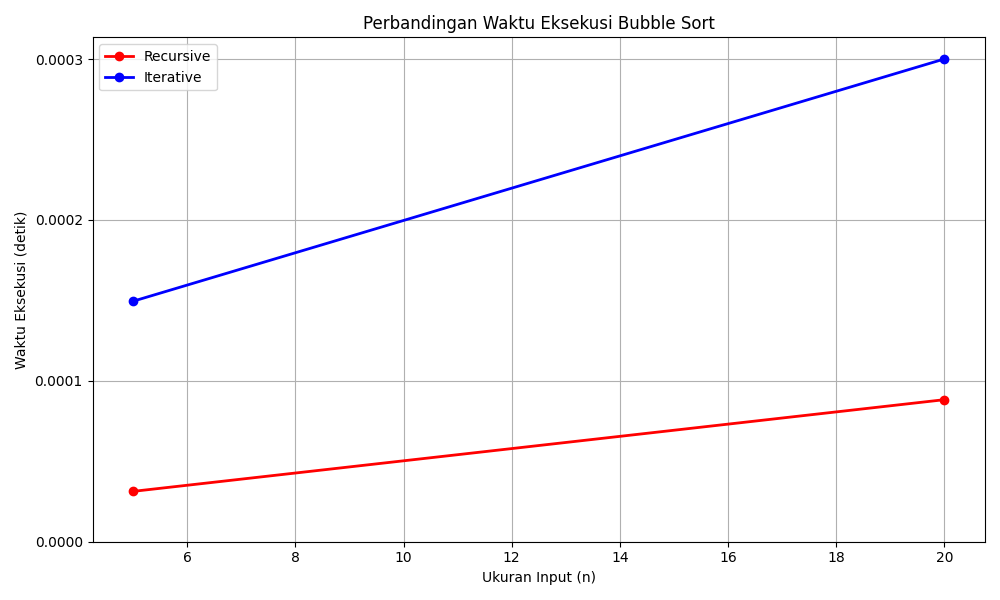 Perbandingan Waktu Eksekusi Bubble Sort
Recursive
Iterative
0.0003
0.0002
0.0001
0.0000
Waktu Eksekusi (detik)
6 8 10 12 14 16 18 20
Ukuran Input (n)